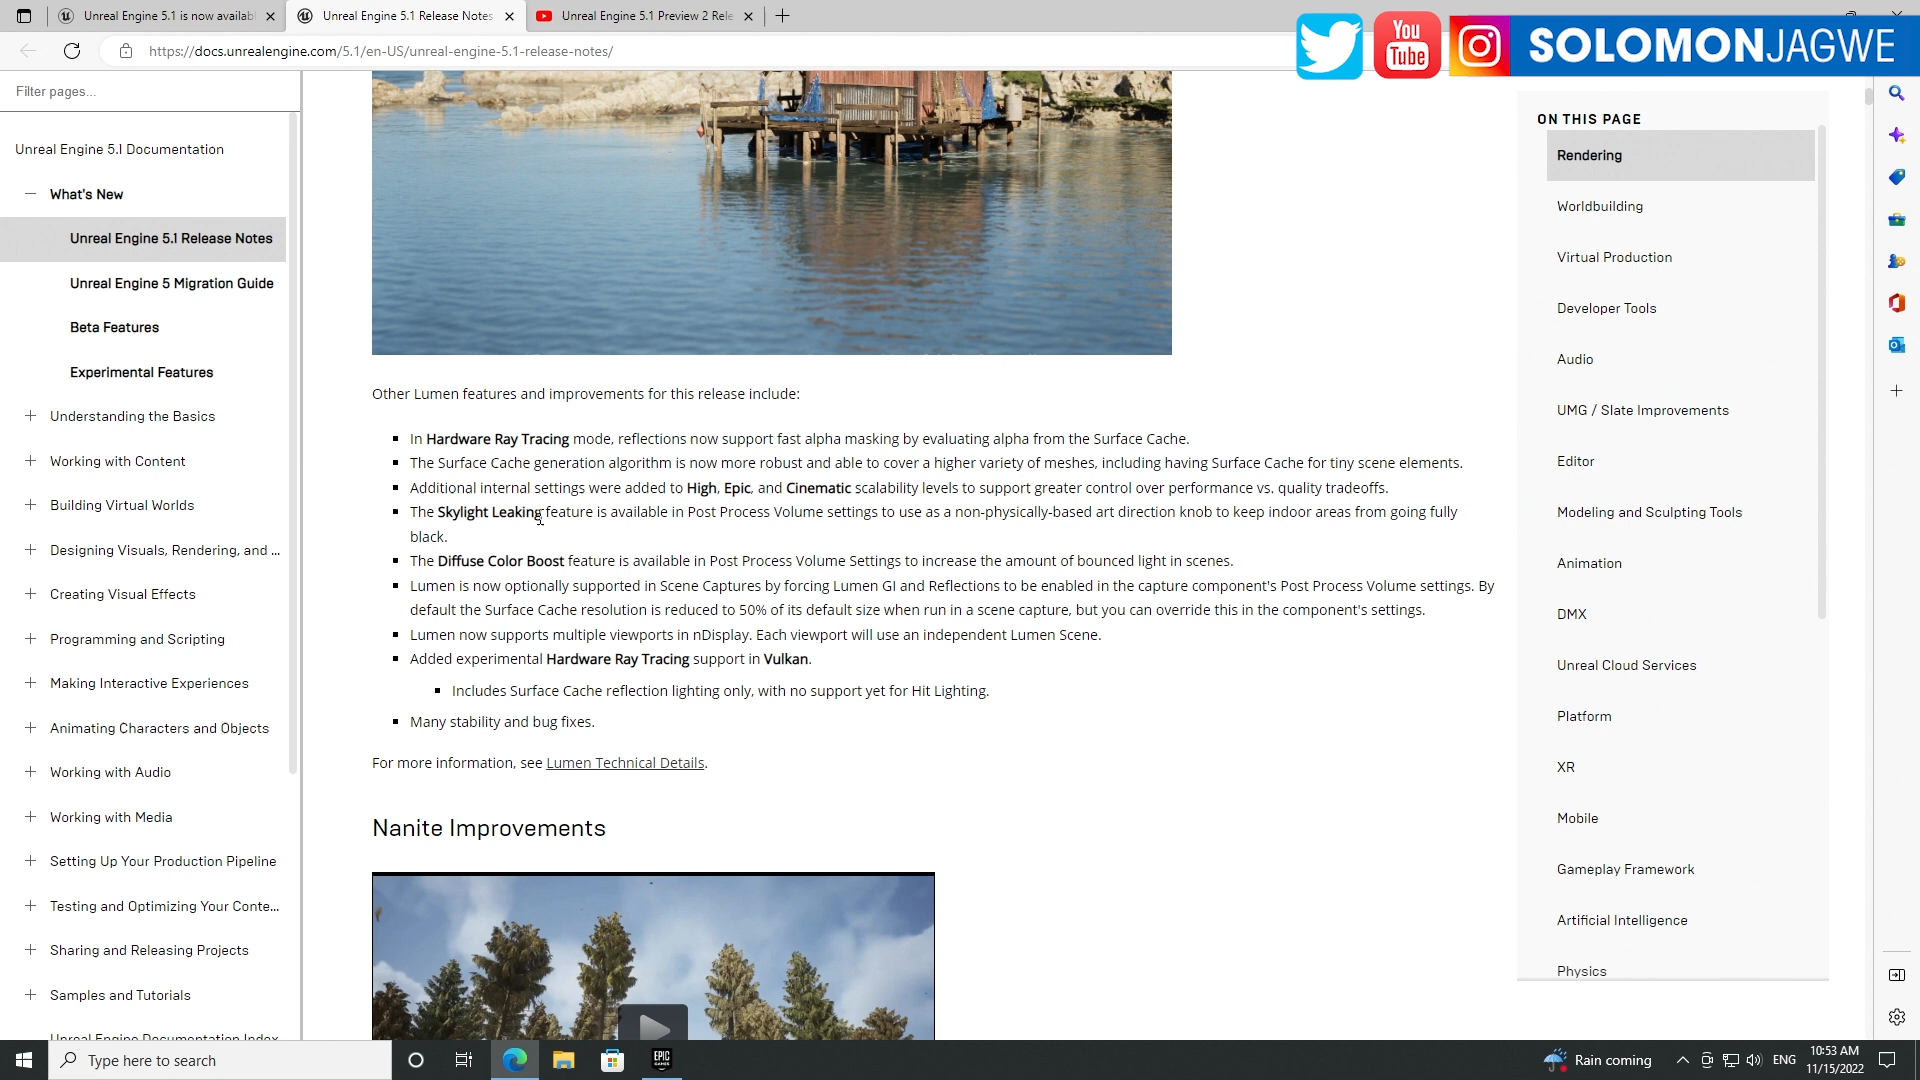 Unreal Engine 5.1 is now availab
Unreal Engine 5.1 Release Notes
Unreal Engine 5.1 Preview 2 Rele
https://docs.unrealengine.com/5.1/en-US/unreal-engine-5.1-release-notes/
You
Tube
SOLOMONJAGWE
Filter pages...
Unreal Engine 5.1 Documentation
What's New
Unreal Engine 5.1 Release Notes
Unreal Engine 5 Migration Guide
Beta Features
Experimental Features
Understanding the Basics
Working with Content
Building Virtual Worlds
Designing Visuals, Rendering, and ...
Creating Visual Effects
Programming and Scripting
Making Interactive Experiences
Animating Characters and Objects
Working with Audio
Working with Media
Setting Up Your Production Pipeline
Testing and Optimizing Your Conte...
Sharing and Releasing Projects
Samples and Tutorials
Unreal Engine Documentation Index
Other Lumen features and improvements for this release include:
In Hardware Ray Tracing mode, reflections now support fast alpha masking by evaluating alpha from the Surface Cache.
The Surface Cache generation algorithm is now more robust and able to cover a higher variety of meshes, including having Surface Cache for tiny scene elements.
Additional internal settings were added to High, Epic, and Cinematic scalability levels to support greater control over performance vs. quality tradeoffs.
The Skylight Leaking feature is available in Post Process Volume settings to use as a non-physically-based art direction knob to keep indoor areas from going fully
black.
The Diffuse Color Boost feature is available in Post Process Volume Settings to increase the amount of bounced light in scenes.
Lumen is now optionally supported in Scene Captures by forcing Lumen GI and Reflections to be enabled in the capture component's Post Process Volume settings. By
default the Surface Cache resolution is reduced to 50% of its default size when run in a scene capture, but you can override this in the component's settings.
Lumen now supports multiple viewports in nDisplay. Each viewport will use an independent Lumen Scene.
Added experimental Hardware Ray Tracing support in Vulkan.
Includes Surface Cache reflection lighting only, with no support yet for Hit Lighting.
Many stability and bug fixes.
For more information, see Lumen Technical Details.
Nanite Improvements
ON THIS PAGE
Rendering
Worldbuilding
Virtual Production
Developer Tools
Audio
UMG / Slate Improvements
Editor
Modeling and Sculpting Tools
Animation
DMX
Unreal Cloud Services
Platform
XR
Mobile
Gameplay Framework
Artificial Intelligence
Physics
Type here to search
EPIC
GAMES
Rain coming
ENG
10:53 AM
11/15/2022